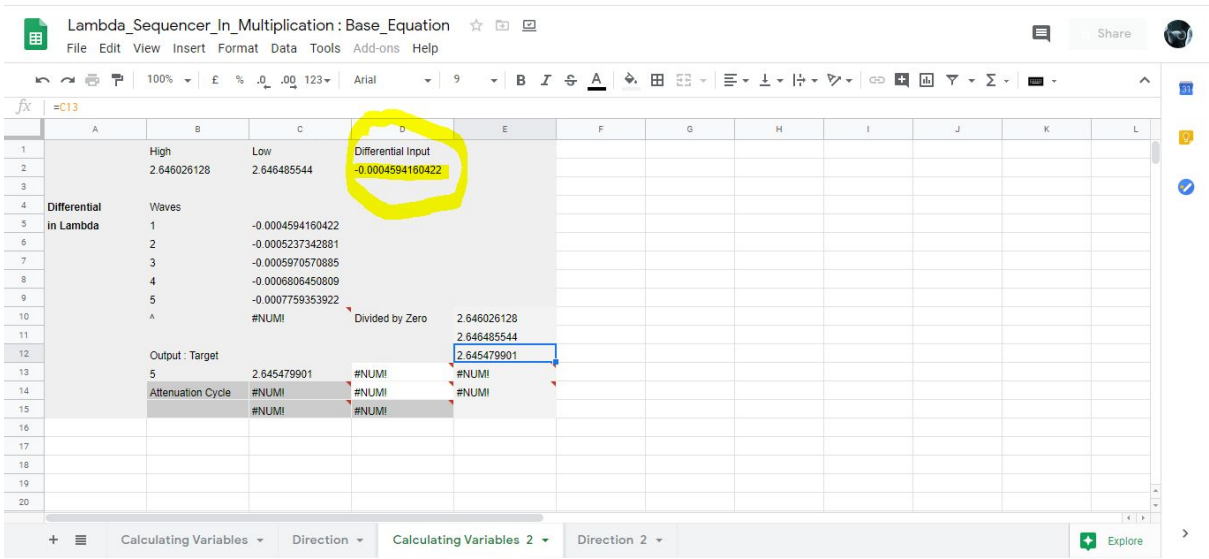 Lambda_Sequencer_In_Multiplication : Base_Equation
File Edit View Insert Format Data Tools Add-ons Help
Share
100% £ % .0 .00 123 Arial 9 B I S A
fx =C13
A B C D E F G H I J K L
1 High Low Differential Input
2 2.646026128 2.646485544 -0.0004594160422
3
4 Differential Waves
5 in Lambda 1 -0.0004594160422
6 2 -0.0005237342881
7 3 -0.0005970570885
8 4 -0.0006806450809
9 5 -0.0007759353922
10 ^ #NUM! Divided by Zero 2.646026128
11 2.646485544
12 Output : Target 2.645479901
13 5 2.645479901 #NUM! #NUM!
14 Attenuation Cycle #NUM! #NUM! #NUM!
15 #NUM! #NUM!
16
17
18
19
20
+ Calculating Variables Direction Calculating Variables 2 Direction 2 Explore
31